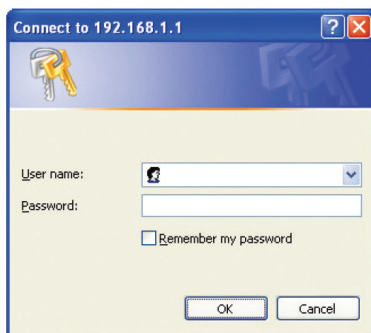 Connect to 192.168.1.1
User name:
Password:
Remember my password
OK Cancel